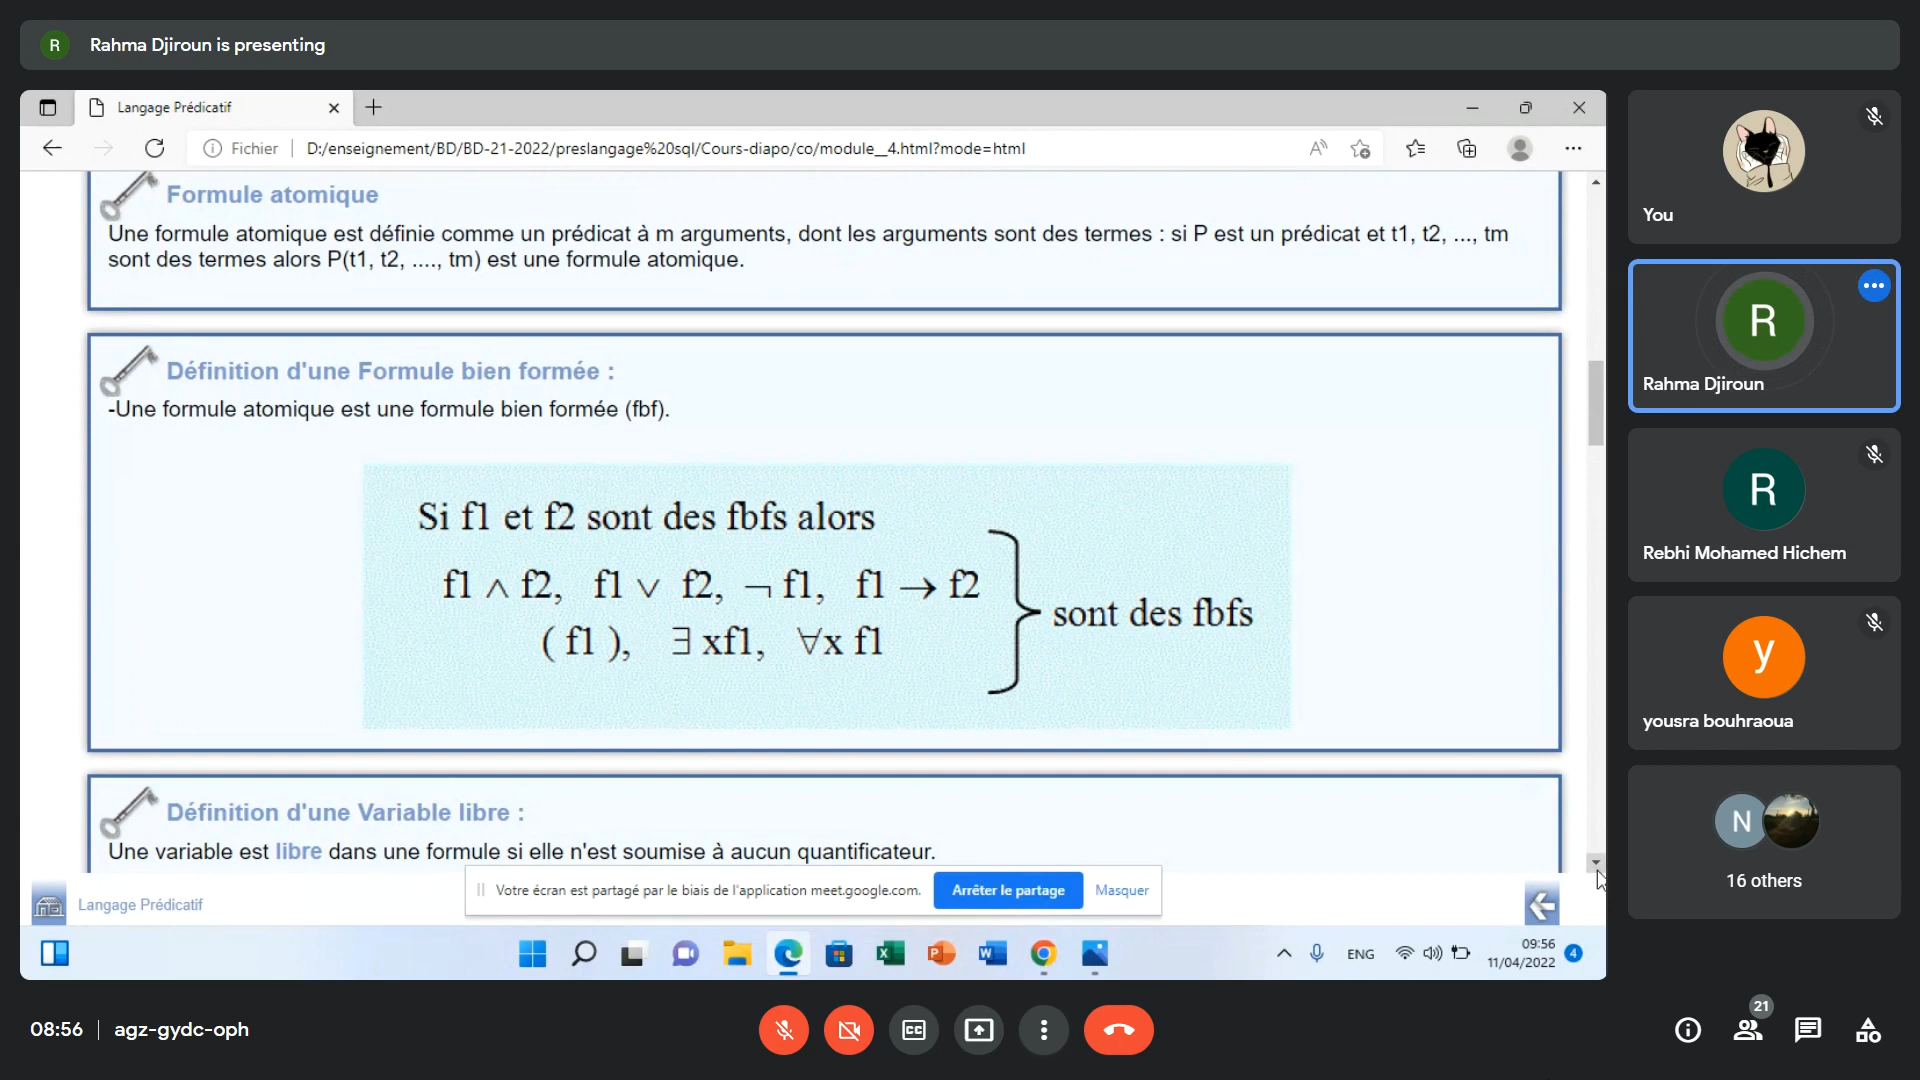 R Rahma Djiroun is presenting
Langage Prédicatif
Fichier D:/enseignement/BD/BD-21-2022/preslangage%20sql/Cours-diapo/co/module__4.html?mode=html
Formule atomique
Une formule atomique est définie comme un prédicat à m arguments, dont les arguments sont des termes : si P est un prédicat et t1, t2, ..., tm
sont des termes alors P(t1, t2, ...., tm) est une formule atomique.
Définition d'une Formule bien formée :
-Une formule atomique est une formule bien formée (fbf).
Si f1 et f2 sont des fbfs alors
f1 ∧ f2, f1 ∨ f2, ¬ f1, f1 → f2
( f1 ), ∃ xf1, ∀x f1
sont des fbfs
Définition d'une Variable libre :
Une variable est libre dans une formule si elle n'est soumise à aucun quantificateur.
Votre écran est partagé par le biais de l'application meet.google.com. Arrêter le partage Masquer
Langage Prédicatif
ENG
09:56
11/04/2022
4
You
R
Rahma Djiroun
R
Rebhi Mohamed Hichem
y
yousra bouhraoua
N
16 others
08:56 agz-gydc-oph
CC
21